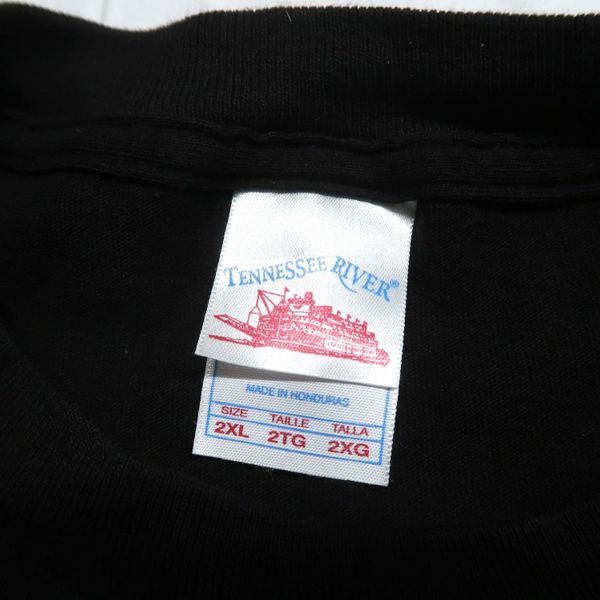 TENNESSEE RIVER®
MADE IN HONDURAS
SIZE TAILLE TALLA
2XL 2TG 2XG